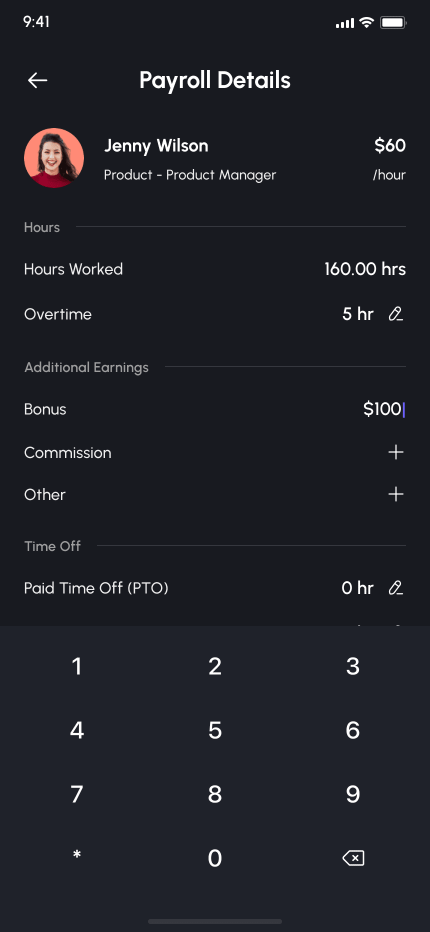 9:41
Payroll Details
Jenny Wilson $60
Product - Product Manager /hour
Hours
Hours Worked 160.00 hrs
Overtime 5 hr
Additional Earnings
Bonus $100
Commission +
Other +
Time Off
Paid Time Off (PTO) 0 hr
1 2 3
4 5 6
7 8 9
* 0